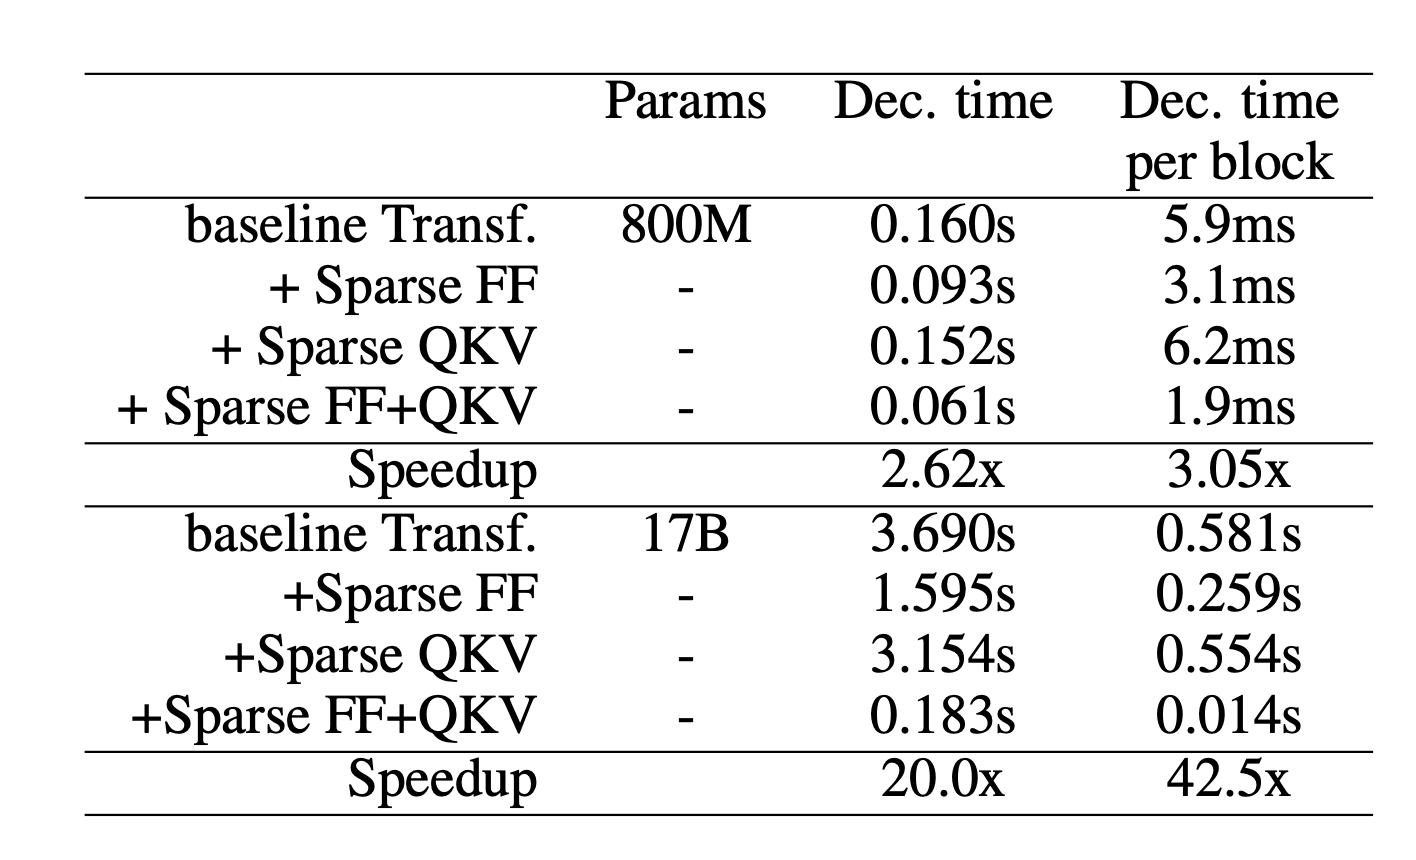 Params Dec. time Dec. time
per block
baseline Transf. 800M 0.160s 5.9ms
+ Sparse FF - 0.093s 3.1ms
+ Sparse QKV - 0.152s 6.2ms
+ Sparse FF+QKV - 0.061s 1.9ms
Speedup 2.62x 3.05x
baseline Transf. 17B 3.690s 0.581s
+Sparse FF - 1.595s 0.259s
+Sparse QKV - 3.154s 0.554s
+Sparse FF+QKV - 0.183s 0.014s
Speedup 20.0x 42.5x